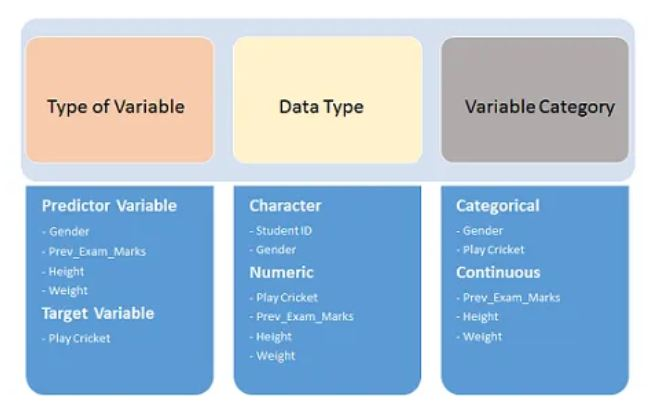 Type of Variable
Data Type
Variable Category
Predictor Variable
- Gender
- Prev_Exam_Marks
- Height
- Weight
Target Variable
- Play Cricket
Character
- Student ID
- Gender
Numeric
- Play Cricket
- Prev_Exam_Marks
- Height
- Weight
Categorical
- Gender
- Play Cricket
Continuous
- Prev_Exam_Marks
- Height
- Weight